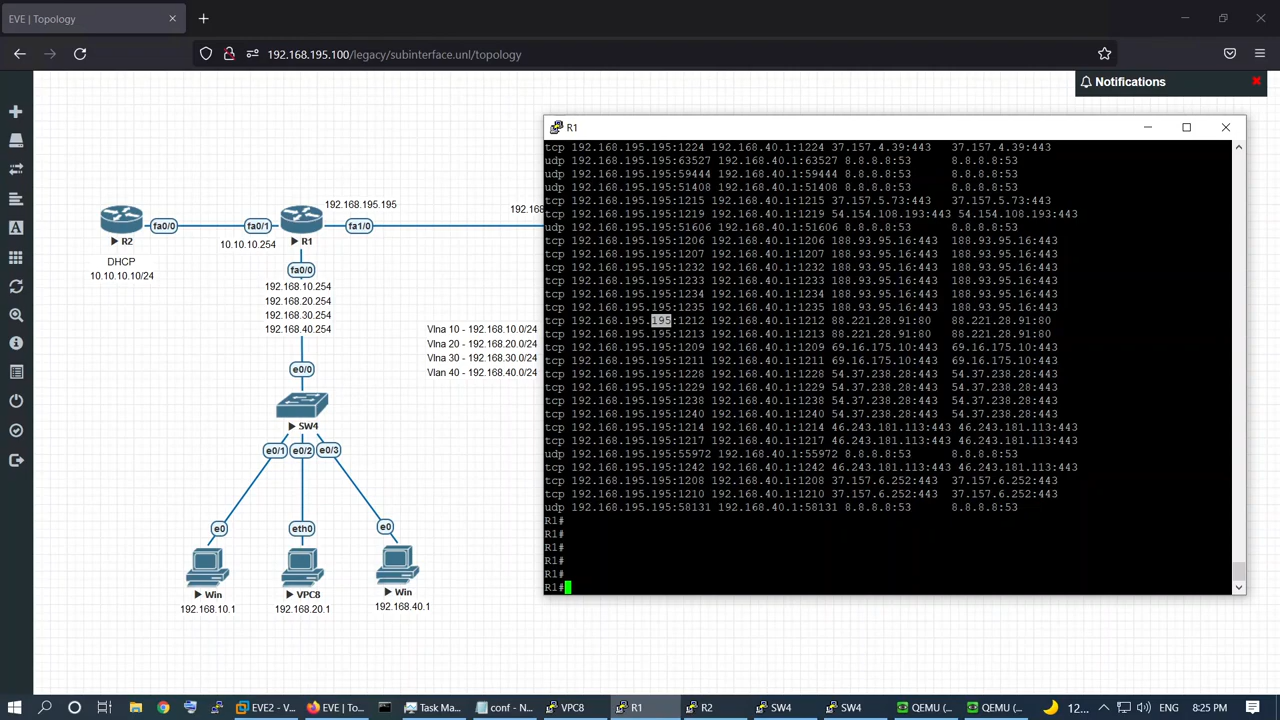 EVE | Topology
192.168.195.100/legacy/subinterface.unl/topology
Notifications
192.168.195.195
192.168
fa0/0
fa0/1
fa1/0
R2
R1
10.10.10.254
DHCP
10.10.10.10/24
fa0/0
192.168.10.254
192.168.20.254
192.168.30.254
192.168.40.254
Vlna 10 - 192.168.10.0/24
Vlna 20 - 192.168.20.0/24
Vlna 30 - 192.168.30.0/24
Vlan 40 - 192.168.40.0/24
e0/0
SW4
e0/1
e0/2
e0/3
e0
eth0
e0
Win
VPC8
Win
192.168.10.1
192.168.20.1
192.168.40.1
R1
tcp 192.168.195.195:1224 192.168.40.1:1224 37.157.4.39:443 37.157.4.39:443
udp 192.168.195.195:63527 192.168.40.1:63527 8.8.8.8:53 8.8.8.8:53
udp 192.168.195.195:59444 192.168.40.1:59444 8.8.8.8:53 8.8.8.8:53
udp 192.168.195.195:51408 192.168.40.1:51408 8.8.8.8:53 8.8.8.8:53
tcp 192.168.195.195:1215 192.168.40.1:1215 37.157.5.73:443 37.157.5.73:443
tcp 192.168.195.195:1219 192.168.40.1:1219 54.154.108.193:443 54.154.108.193:443
udp 192.168.195.195:51606 192.168.40.1:51606 8.8.8.8:53 8.8.8.8:53
tcp 192.168.195.195:1206 192.168.40.1:1206 188.93.95.16:443 188.93.95.16:443
tcp 192.168.195.195:1207 192.168.40.1:1207 188.93.95.16:443 188.93.95.16:443
tcp 192.168.195.195:1232 192.168.40.1:1232 188.93.95.16:443 188.93.95.16:443
tcp 192.168.195.195:1233 192.168.40.1:1233 188.93.95.16:443 188.93.95.16:443
tcp 192.168.195.195:1234 192.168.40.1:1234 188.93.95.16:443 188.93.95.16:443
tcp 192.168.195.195:1235 192.168.40.1:1235 188.93.95.16:443 188.93.95.16:443
tcp 192.168.195.195:1212 192.168.40.1:1212 88.221.28.91:80 88.221.28.91:80
tcp 192.168.195.195:1213 192.168.40.1:1213 88.221.28.91:80 88.221.28.91:80
tcp 192.168.195.195:1209 192.168.40.1:1209 69.16.175.10:443 69.16.175.10:443
tcp 192.168.195.195:1211 192.168.40.1:1211 69.16.175.10:443 69.16.175.10:443
tcp 192.168.195.195:1228 192.168.40.1:1228 54.37.238.28:443 54.37.238.28:443
tcp 192.168.195.195:1229 192.168.40.1:1229 54.37.238.28:443 54.37.238.28:443
tcp 192.168.195.195:1238 192.168.40.1:1238 54.37.238.28:443 54.37.238.28:443
tcp 192.168.195.195:1240 192.168.40.1:1240 54.37.238.28:443 54.37.238.28:443
tcp 192.168.195.195:1214 192.168.40.1:1214 46.243.181.113:443 46.243.181.113:443
tcp 192.168.195.195:1217 192.168.40.1:1217 46.243.181.113:443 46.243.181.113:443
udp 192.168.195.195:55972 192.168.40.1:55972 8.8.8.8:53 8.8.8.8:53
tcp 192.168.195.195:1242 192.168.40.1:1242 46.243.181.113:443 46.243.181.113:443
tcp 192.168.195.195:1208 192.168.40.1:1208 37.157.6.252:443 37.157.6.252:443
tcp 192.168.195.195:1210 192.168.40.1:1210 37.157.6.252:443 37.157.6.252:443
udp 192.168.195.195:58131 192.168.40.1:58131 8.8.8.8:53 8.8.8.8:53
R1#
R1#
R1#
R1#
R1#
R1#
EVE2 - V...
EVE | To...
Task Ma...
conf - N...
VPC8
R1
R2
SW4
SW4
QEMU (...
QEMU (...
12...
ENG
8:25 PM